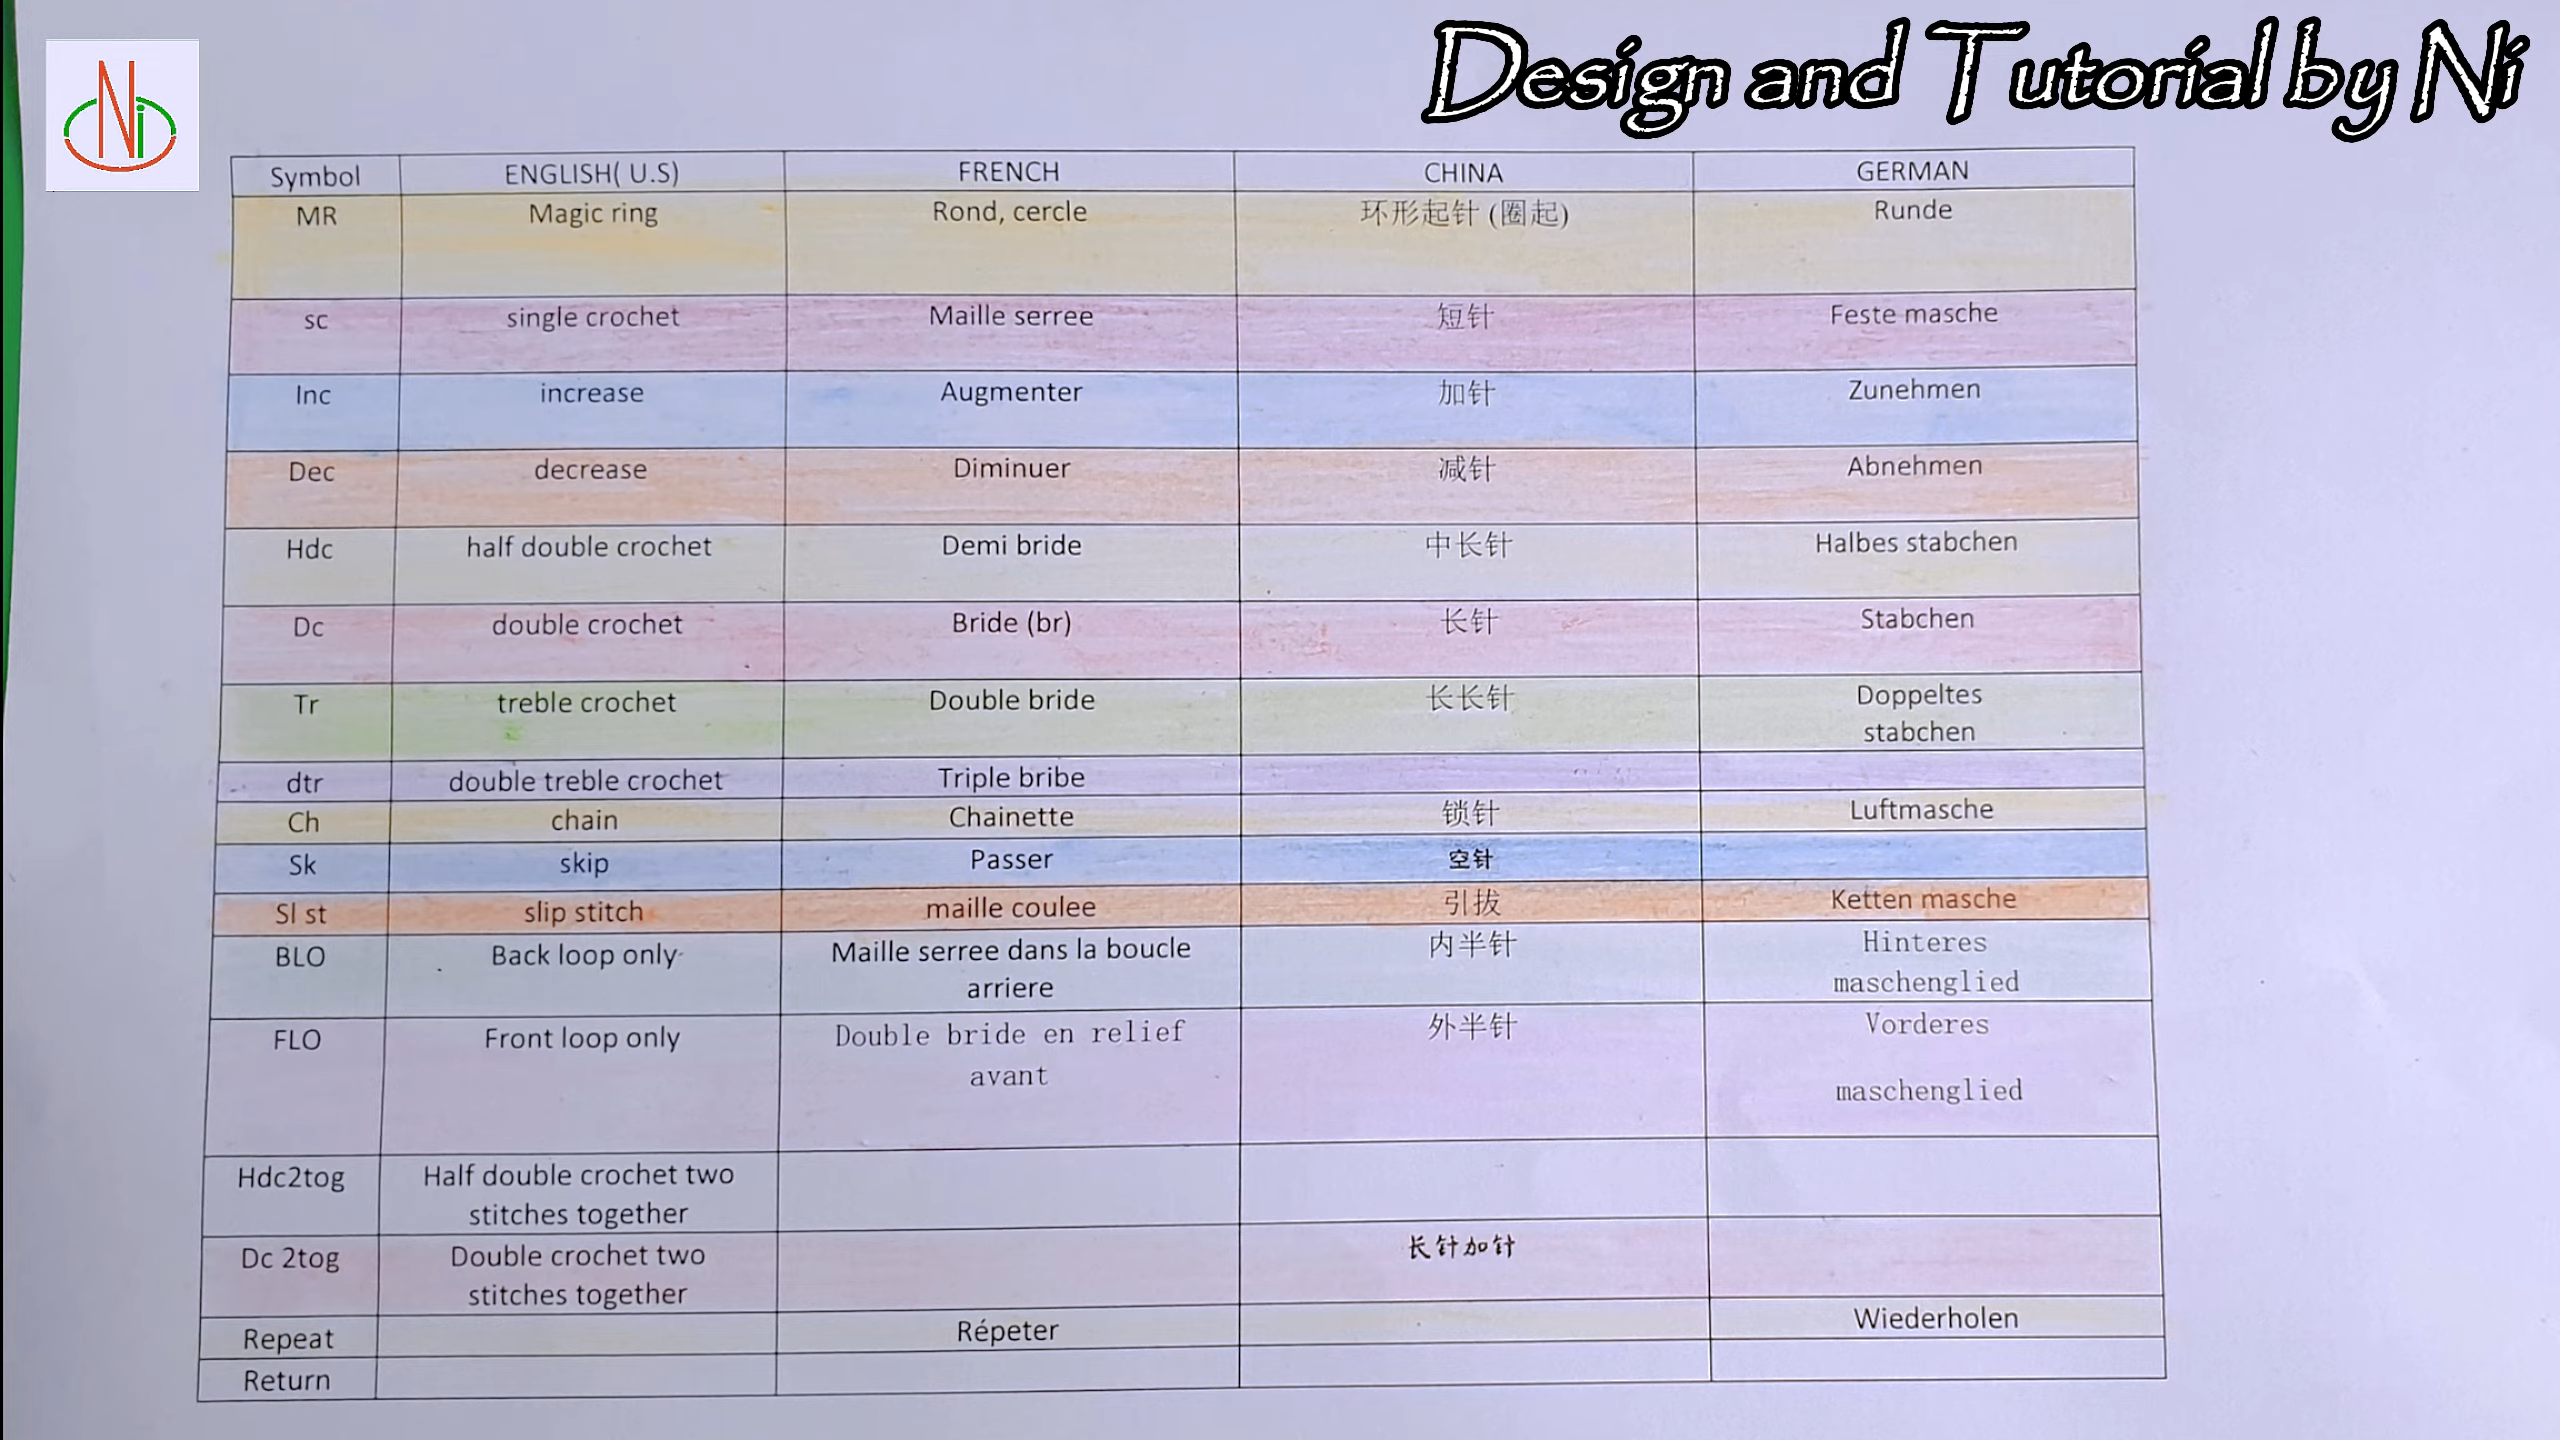 Ni
Design and Tutorial by Ni
Symbol ENGLISH( U.S) FRENCH CHINA GERMAN
MR Magic ring Rond, cercle 环形起针 (圈起) Runde
sc single crochet Maille serree 短针 Feste masche
Inc increase Augmenter 加针 Zunehmen
Dec decrease Diminuer 减针 Abnehmen
Hdc half double crochet Demi bride 中长针 Halbes stabchen
Dc double crochet Bride (br) 长针 Stabchen
Tr treble crochet Double bride 长长针 Doppeltes
stabchen
dtr double treble crochet Triple bribe
Ch chain Chainette 锁针 Luftmasche
Sk skip Passer 空针
Sl st slip stitch maille coulee 引拔 Ketten masche
BLO Back loop only Maille serree dans la boucle 内半针 Hinteres
arriere maschenglied
FLO Front loop only Double bride en relief 外半针 Vorderes
avant maschenglied
Hdc2tog Half double crochet two
stitches together
Dc 2tog Double crochet two 长针加针
stitches together
Repeat Répeter Wiederholen
Return